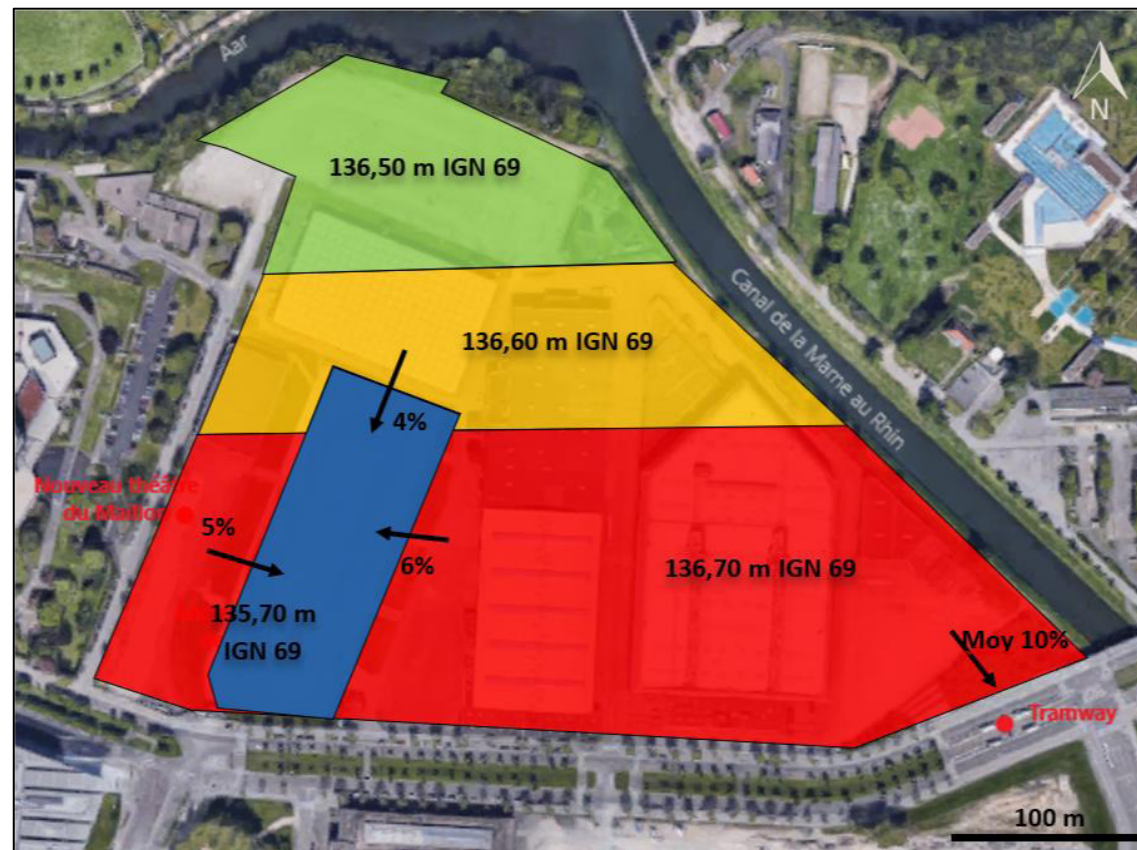 Aar
N
136,50 m IGN 69
Canal de la Marne au Rhin
136,60 m IGN 69
4%
Nouveau théâtre
du Maillon
5%
6%
136,70 m IGN 69
135,70 m
IGN 69
Moy 10%
Tramway
100 m